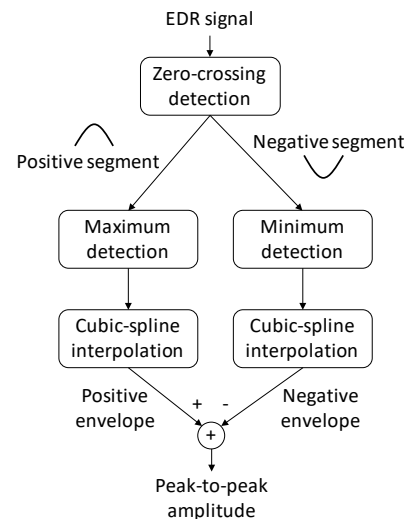 EDR signal
Zero-crossing
detection
Positive segment
Negative segment
Maximum
detection
Minimum
detection
Cubic-spline
interpolation
Cubic-spline
interpolation
Positive
envelope
+ -
Negative
envelope
+
Peak-to-peak
amplitude